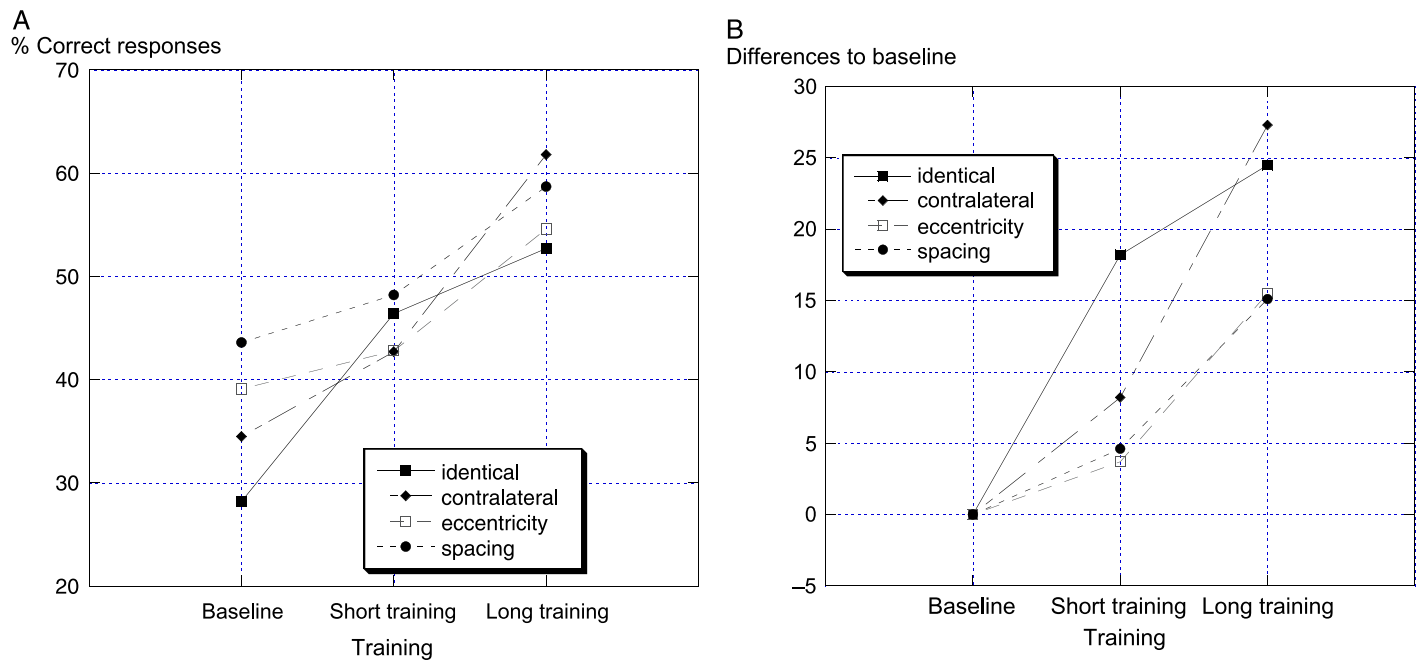 A
% Correct responses
70
60
50
40
30
20
identical
contralateral
eccentricity
spacing
Baseline Short training Long training
Training
B
Differences to baseline
30
25
20
15
10
5
0
–5
identical
contralateral
eccentricity
spacing
Baseline Short training Long training
Training